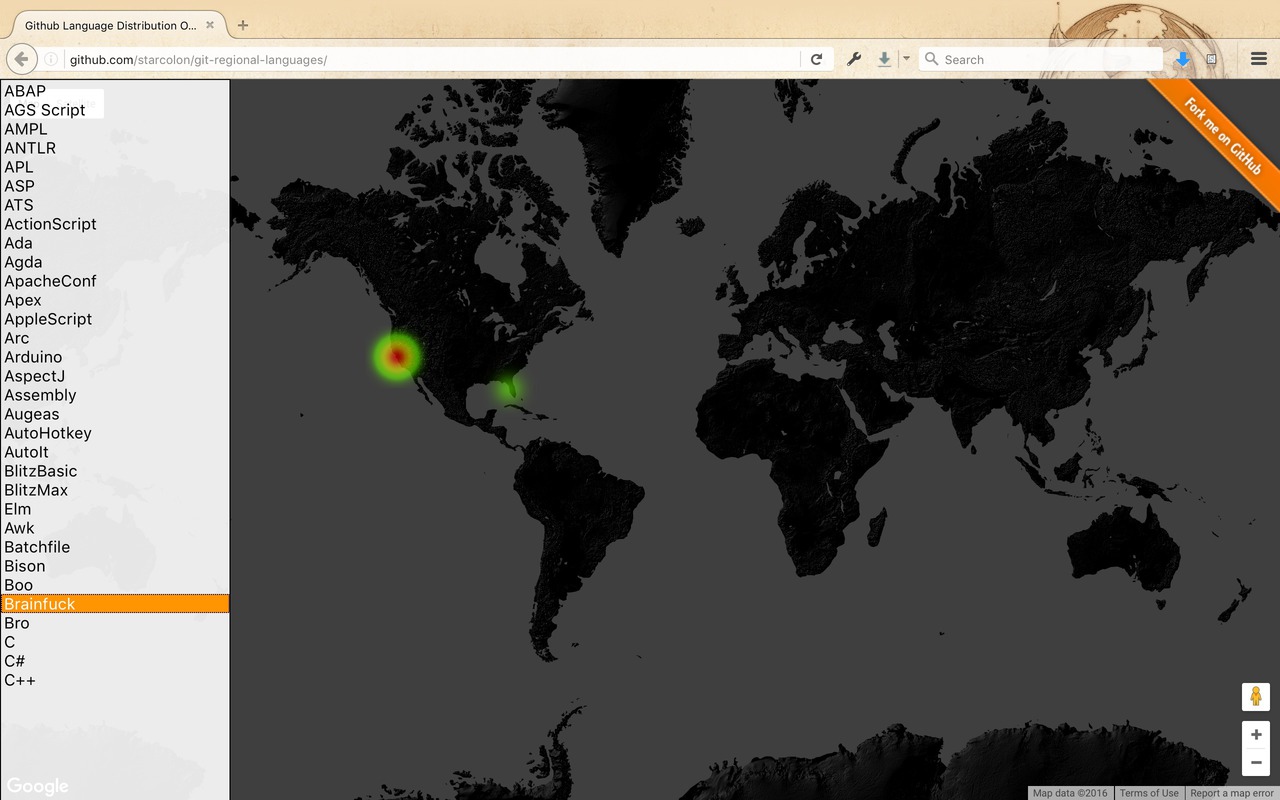 Github Language Distribution O...
github.com/starcolon/git-regional-languages/
Search
ABAP
AGS Script
AMPL
ANTLR
APL
ASP
ATS
ActionScript
Ada
Agda
ApacheConf
Apex
AppleScript
Arc
Arduino
AspectJ
Assembly
Augeas
AutoHotkey
AutoIt
BlitzBasic
BlitzMax
Elm
Awk
Batchfile
Bison
Boo
Brainfuck
Bro
C
C#
C++
Fork me on GitHub
Google
Map data ©2016
Terms of Use
Report a map error